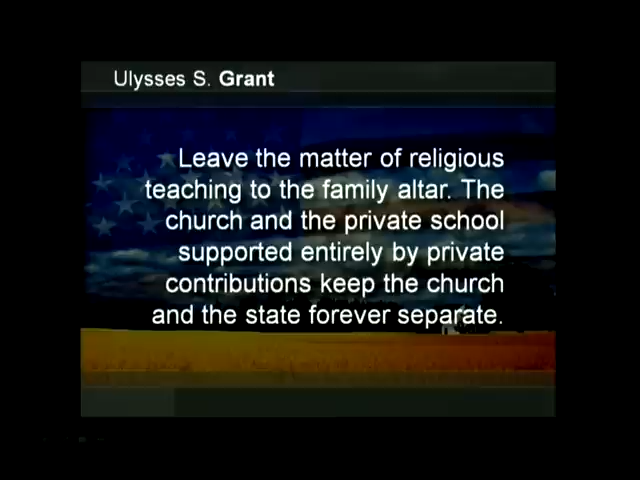 Ulysses S. Grant
Leave the matter of religious
teaching to the family altar. The
church and the private school
supported entirely by private
contributions keep the church
and the state forever separate.